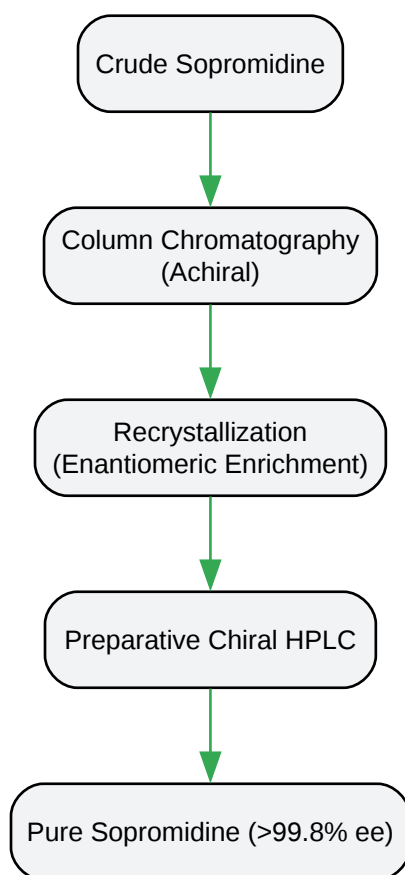 Crude Sopromidine
Column Chromatography
(Achiral)
Recrystallization
(Enantiomeric Enrichment)
Preparative Chiral HPLC
Pure Sopromidine (>99.8% ee)